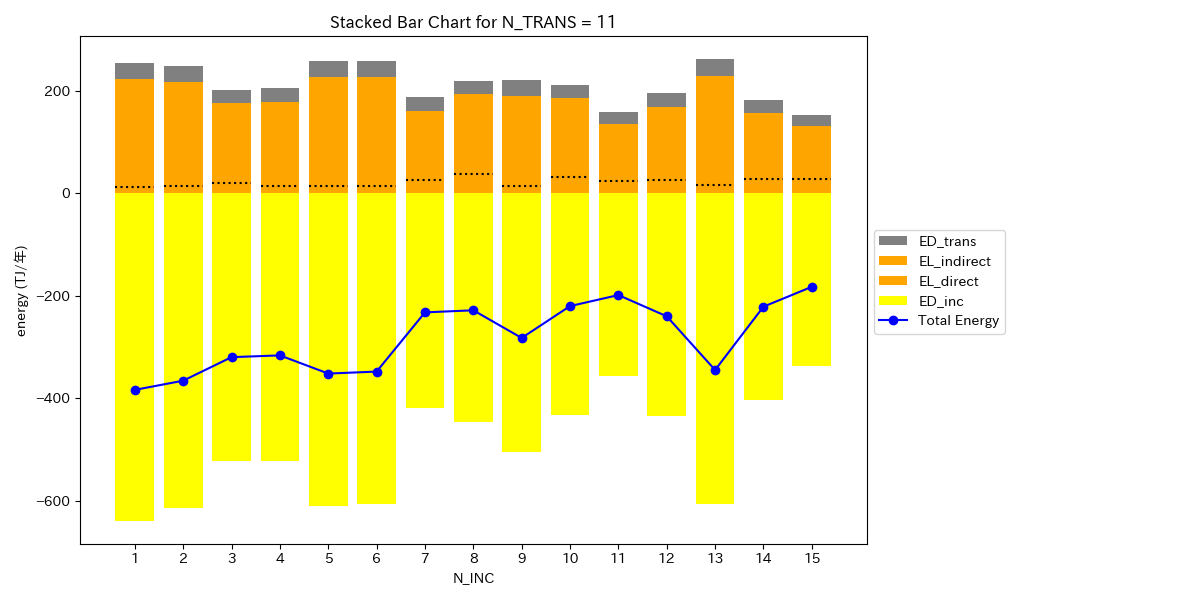 Stacked Bar Chart for N_TRANS = 11
energy (TJ/年)
200
0
−200
−400
−600
1 2 3 4 5 6 7 8 9 10 11 12 13 14 15
N_INC
ED_trans
EL_indirect
EL_direct
ED_inc
Total Energy